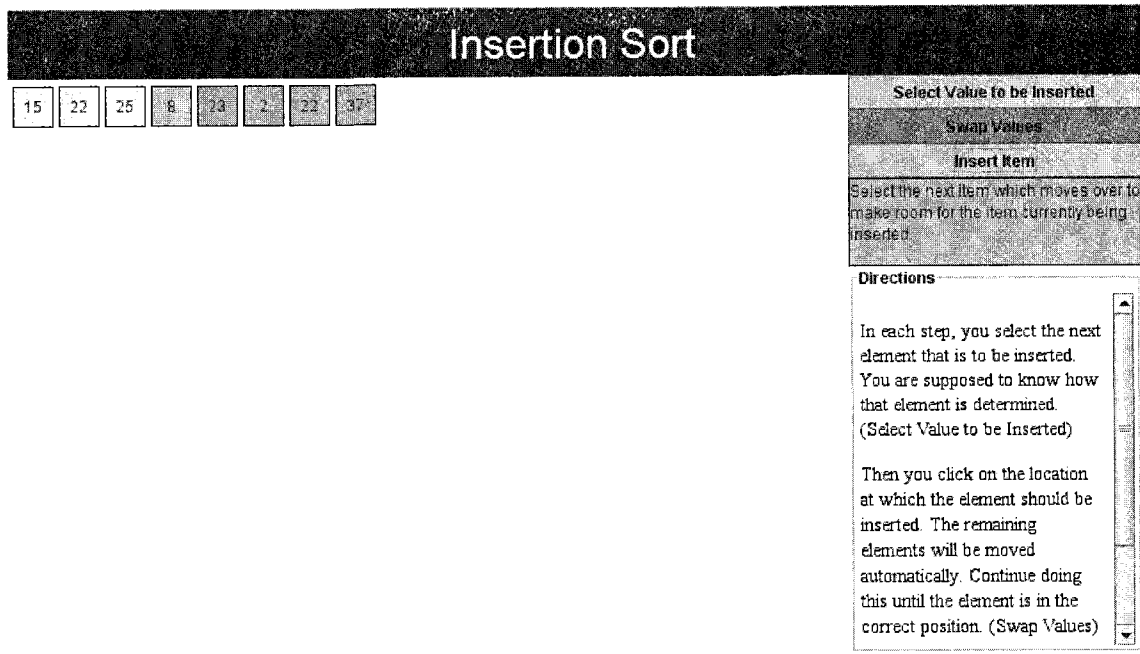 Insertion Sort
15 22 25 8 23 2 22 37
Select Value to be Inserted
Swap Values
Insert Item
Select the next item which moves over to
make room for the item currently being
inserted
Directions
In each step, you select the next
element that is to be inserted.
You are supposed to know how
that element is determined.
(Select Value to be Inserted)
Then you click on the location
at which the element should be
inserted. The remaining
elements will be moved
automatically. Continue doing
this until the element is in the
correct position. (Swap Values)